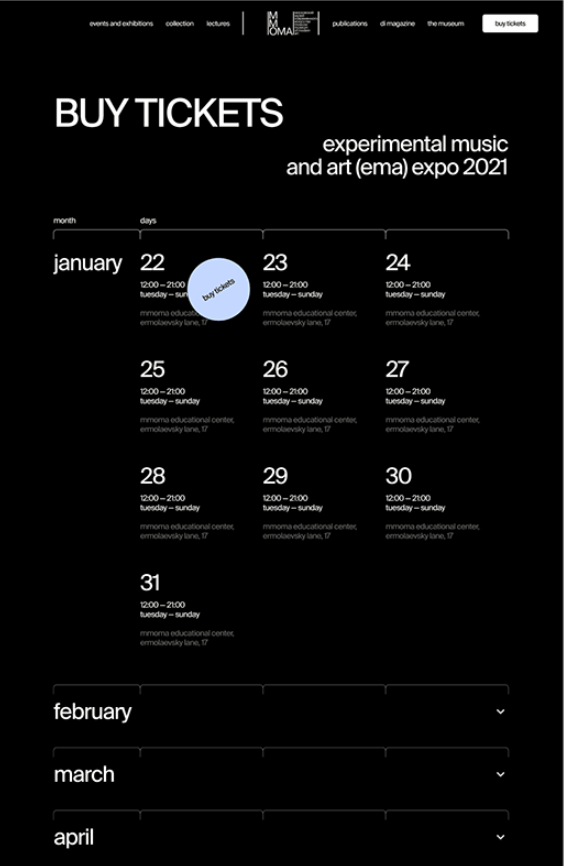 events and exhibitions collection lectures
MMOMA
publications di magazine the museum buy tickets
BUY TICKETS
experimental music
and art (ema) expo 2021
month days
january
22
12:00 – 21:00
tuesday – sun
mmoma educatio
ermolaevsky lane, 17
buy tickets
23
12:00 – 21:00
tuesday – sunday
mmoma educational center,
ermolaevsky lane, 17
24
12:00 – 21:00
tuesday – sunday
mmoma educational center,
ermolaevsky lane, 17
25
12:00 – 21:00
tuesday – sunday
mmoma educational center,
ermolaevsky lane, 17
26
12:00 – 21:00
tuesday – sunday
mmoma educational center,
ermolaevsky lane, 17
27
12:00 – 21:00
tuesday – sunday
mmoma educational center,
ermolaevsky lane, 17
28
12:00 – 21:00
tuesday – sunday
mmoma educational center,
ermolaevsky lane, 17
29
12:00 – 21:00
tuesday – sunday
mmoma educational center,
ermolaevsky lane, 17
30
12:00 – 21:00
tuesday – sunday
mmoma educational center,
ermolaevsky lane, 17
31
12:00 – 21:00
tuesday – sunday
mmoma educational center,
ermolaevsky lane, 17
february
march
april